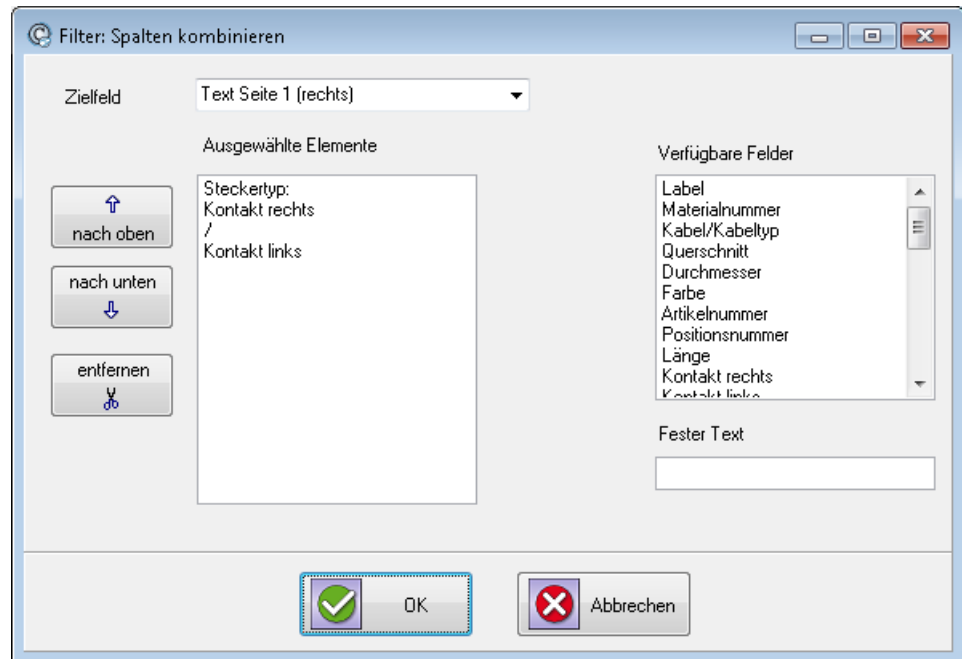 Filter: Spalten kombinieren
Zielfeld
Text Seite 1 (rechts)
Ausgewählte Elemente
Steckertyp:
Kontakt rechts
/
Kontakt links
nach oben
nach unten
entfernen
Verfügbare Felder
Label
Materialnummer
Kabel/Kabeltyp
Querschnitt
Durchmesser
Farbe
Artikelnummer
Positionsnummer
Länge
Kontakt rechts
Kontakt links
Fester Text
OK
Abbrechen